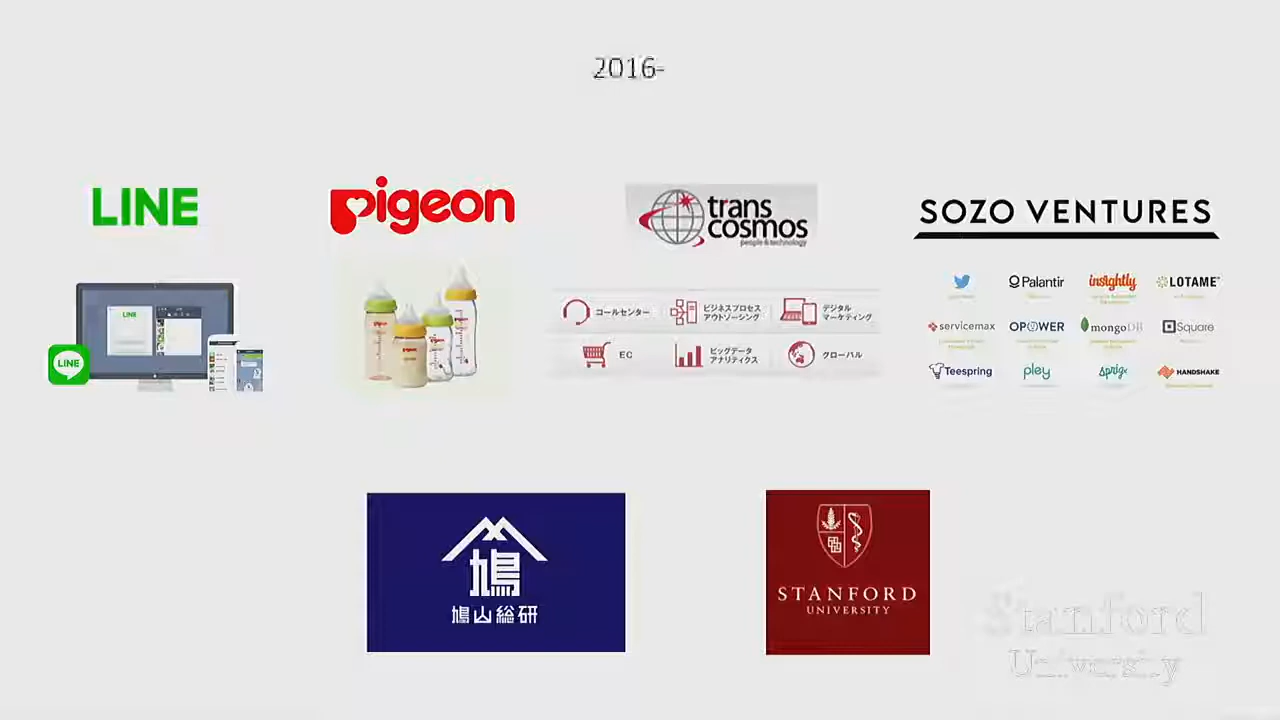 2016-
LINE
pigeon
trans
cosmos
people & technology
SOZO VENTURES
LINE
LINE
コールセンター
ビジネスプロセス
アウトソーシング
デジタル
マーケティング
EC
ビッグデータ
アナリティクス
グローバル
Palantir
insightly
LOTAME
servicemax
OPOWER
mongoDB
Square
Teespring
pley
sprig
HANDSHAKE
鳩
鳩山総研
STANFORD
UNIVERSITY
Stanford
University